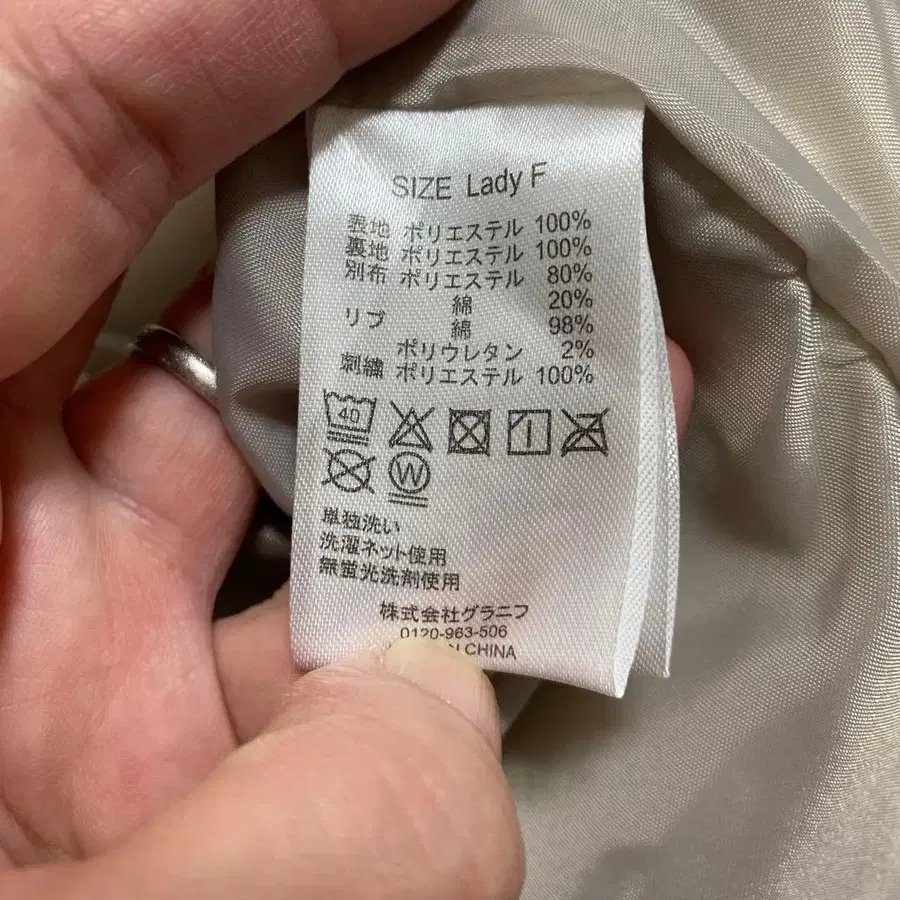 SIZE Lady F
表地 ポリエステル 100%
裏地 ポリエステル 100%
別布 ポリエステル 80%
綿 20%
リブ 綿 98%
ポリウレタン 2%
刺繍 ポリエステル 100%
40
W
単独洗い
洗濯ネット使用
無蛍光洗剤使用
株式会社グラニフ
0120-963-506
CHINA